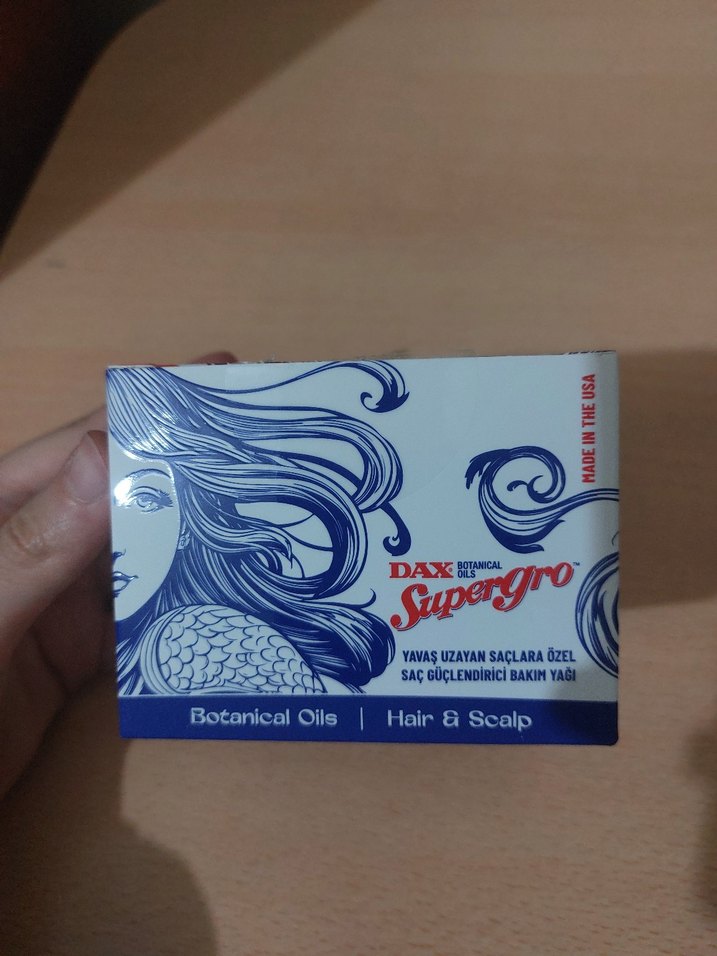 MADE IN THE USA
DAX® BOTANICAL OILS
Supergro™
YAVAŞ UZAYAN SAÇLARA ÖZEL
SAÇ GÜÇLENDİRİCİ BAKIM YAĞI
Botanical Oils | Hair & Scalp